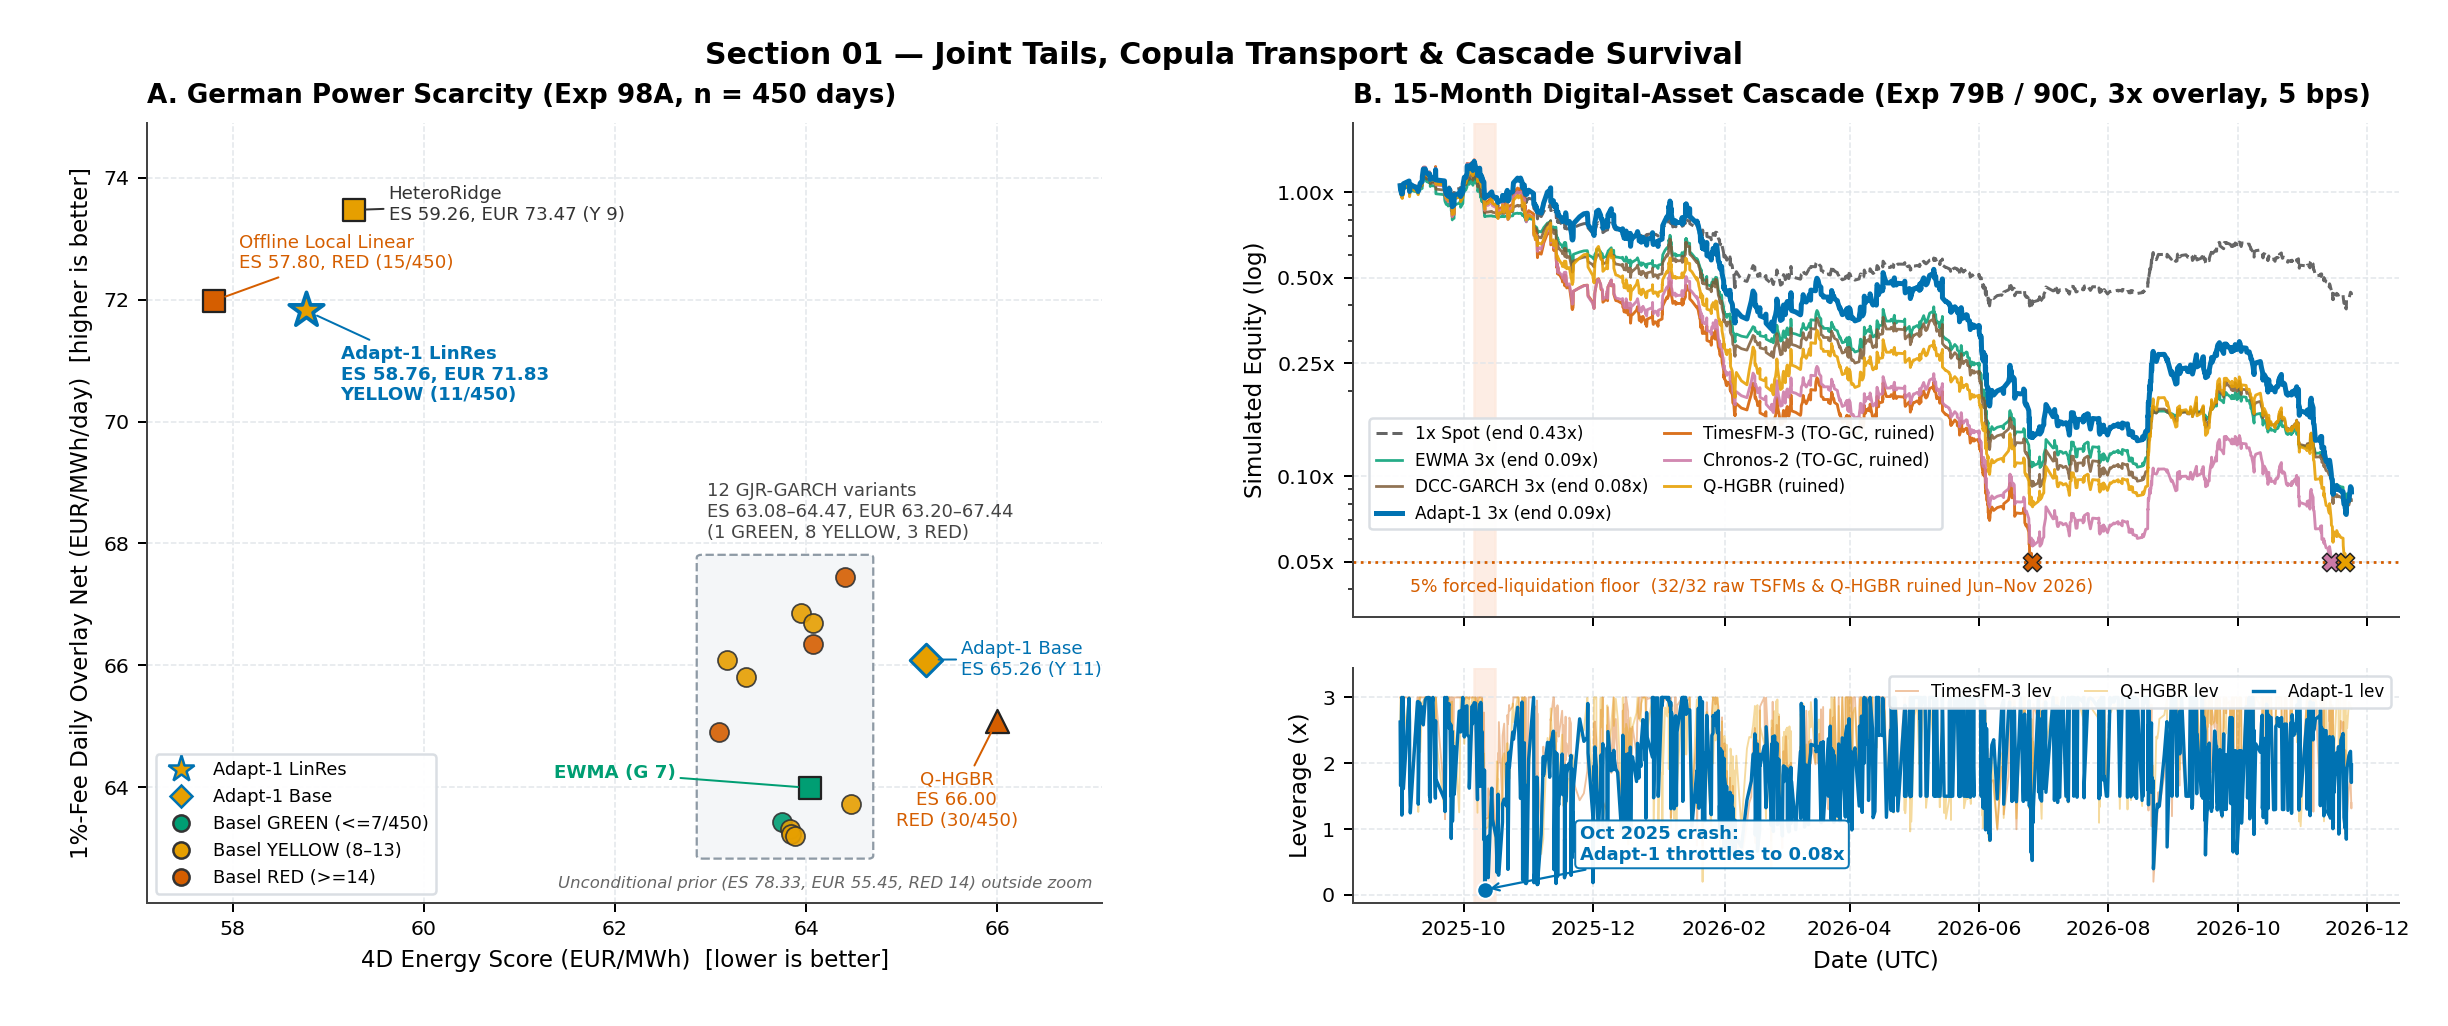 Section 01 — Joint Tails, Copula Transport & Cascade Survival
A. German Power Scarcity (Exp 98A, n = 450 days)
1%-Fee Daily Overlay Net (EUR/MWh/day)  [higher is better]
74
72
70
68
66
64
HeteroRidge
ES 59.26, EUR 73.47 (Y 9)
Offline Local Linear
ES 57.80, RED (15/450)
Adapt-1 LinRes
ES 58.76, EUR 71.83
YELLOW (11/450)
12 GJR-GARCH variants
ES 63.08–64.47, EUR 63.20–67.44
(1 GREEN, 8 YELLOW, 3 RED)
Adapt-1 Base
ES 65.26 (Y 11)
EWMA (G 7)
Q-HGBR
ES 66.00
RED (30/450)
Adapt-1 LinRes
Adapt-1 Base
Basel GREEN (<=7/450)
Basel YELLOW (8–13)
Basel RED (>=14)
Unconditional prior (ES 78.33, EUR 55.45, RED 14) outside zoom
58
60
62
64
66
4D Energy Score (EUR/MWh)  [lower is better]
B. 15-Month Digital-Asset Cascade (Exp 79B / 90C, 3x overlay, 5 bps)
Simulated Equity (log)
1.00x
0.50x
0.25x
0.10x
0.05x
1x Spot (end 0.43x)
EWMA 3x (end 0.09x)
DCC-GARCH 3x (end 0.08x)
Adapt-1 3x (end 0.09x)
TimesFM-3 (TO-GC, ruined)
Chronos-2 (TO-GC, ruined)
Q-HGBR (ruined)
5% forced-liquidation floor  (32/32 raw TSFMs & Q-HGBR ruined Jun–Nov 2026)
Leverage (x)
3
2
1
0
TimesFM-3 lev
Q-HGBR lev
Adapt-1 lev
Oct 2025 crash:
Adapt-1 throttles to 0.08x
2025-10
2025-12
2026-02
2026-04
2026-06
2026-08
2026-10
2026-12
Date (UTC)